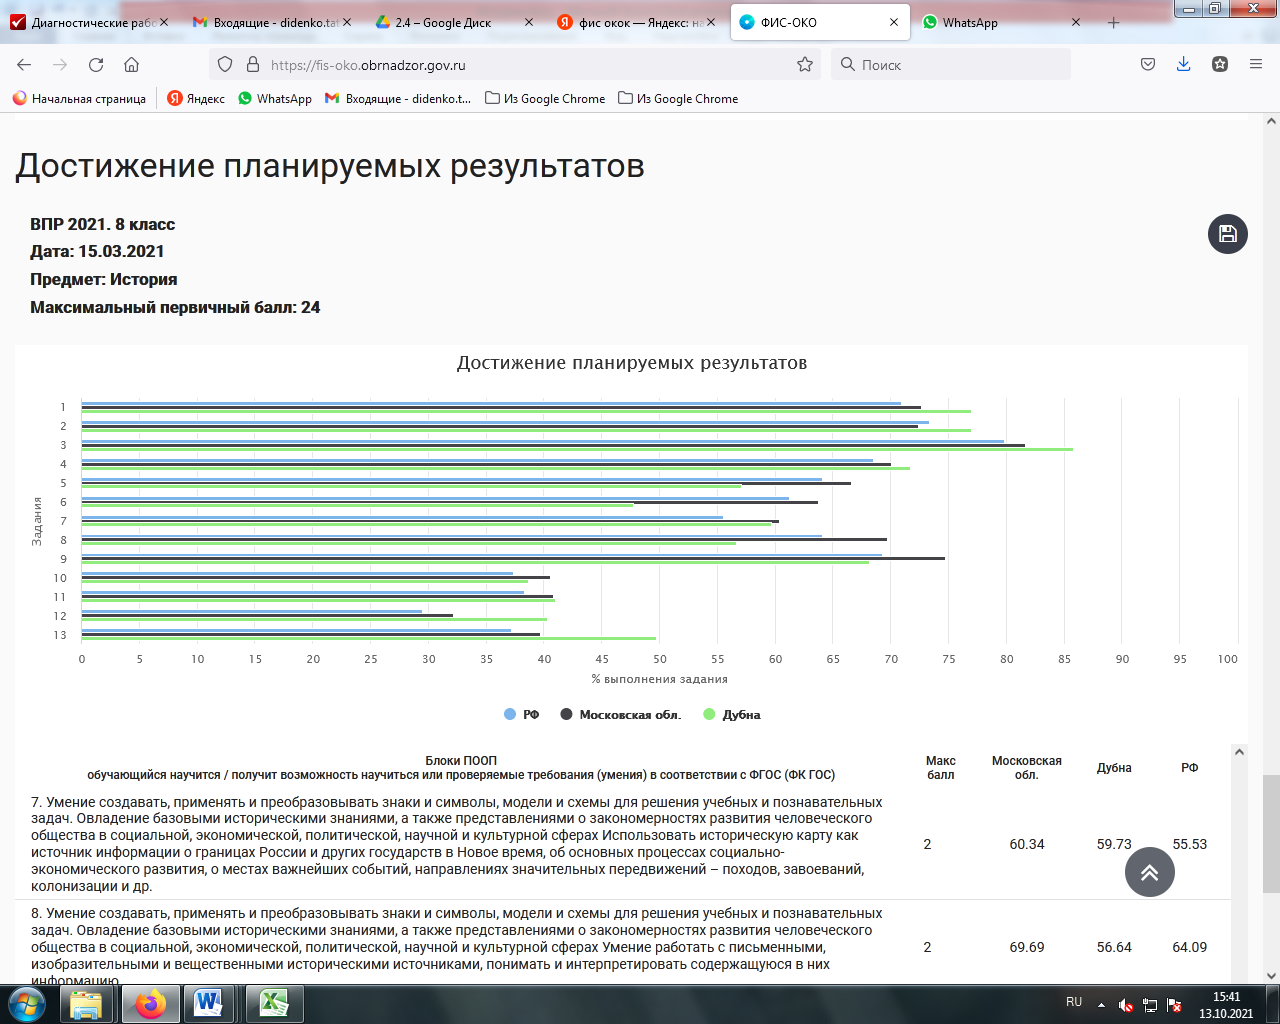 Диагностические рабо
Входящие - didenko.tat
2.4 – Google Диск
фис окок — Яндекс: на
ФИС-ОКО
WhatsApp
https://fis-oko.obrnadzor.gov.ru
Поиск
Начальная страница
Яндекс
WhatsApp
Входящие - didenko.t...
Из Google Chrome
Из Google Chrome
Достижение планируемых результатов
ВПР 2021. 8 класс
Дата: 15.03.2021
Предмет: История
Максимальный первичный балл: 24
Достижение планируемых результатов
Задания
1
2
3
4
5
6
7
8
9
10
11
12
13
0 5 10 15 20 25 30 35 40 45 50 55 60 65 70 75 80 85 90 95 100
% выполнения задания
РФ Московская обл. Дубна
Блоки ПООП
обучающийся научится / получит возможность научиться или проверяемые требования (умения) в соответствии с ФГОС (ФК ГОС)
Макс
балл
Московская
обл.
Дубна
РФ
7. Умение создавать, применять и преобразовывать знаки и символы, модели и схемы для решения учебных и познавательных
задач. Овладение базовыми историческими знаниями, а также представлениями о закономерностях развития человеческого
общества в социальной, экономической, политической, научной и культурной сферах Использовать историческую карту как
источник информации о границах России и других государств в Новое время, об основных процессах социально-
экономического развития, о местах важнейших событий, направлениях значительных передвижений – походов, завоеваний,
колонизации и др.
2 60.34 59.73 55.53
8. Умение создавать, применять и преобразовывать знаки и символы, модели и схемы для решения учебных и познавательных
задач. Овладение базовыми историческими знаниями, а также представлениями о закономерностях развития человеческого
общества в социальной, экономической, политической, научной и культурной сферах Умение работать с письменными,
изобразительными и вещественными историческими источниками, понимать и интерпретировать содержащуюся в них
информацию
2 69.69 56.64 64.09
RU
15:41
13.10.2021